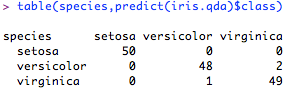 > table(species,predict(iris.qda)$class)
species setosa versicolor virginica
setosa 50 0 0
versicolor 0 48 2
virginica 0 1 49